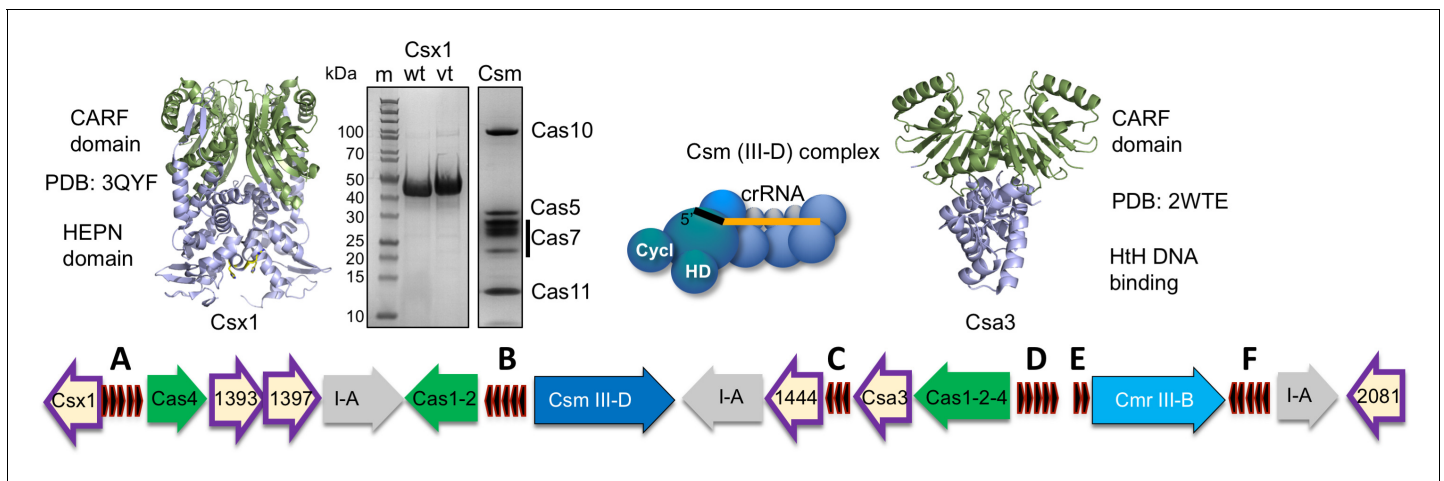 Csx1
kDa
m
wt
vt
Csm
CARF
domain
PDB: 3QYF
HEPN
domain
Csx1
100
70
50
40
30
25
20
15
10
Cas10
Cas5
Cas7
Cas11
Csm (III-D) complex
crRNA
5'
Cycl
HD
CARF
domain
PDB: 2WTE
HtH DNA
binding
Csa3
A
B
C
D
E
F
Csx1
Cas4
1393
1397
I-A
Cas1-2
Csm III-D
I-A
1444
Csa3
Cas1-2-4
Cmr III-B
I-A
2081